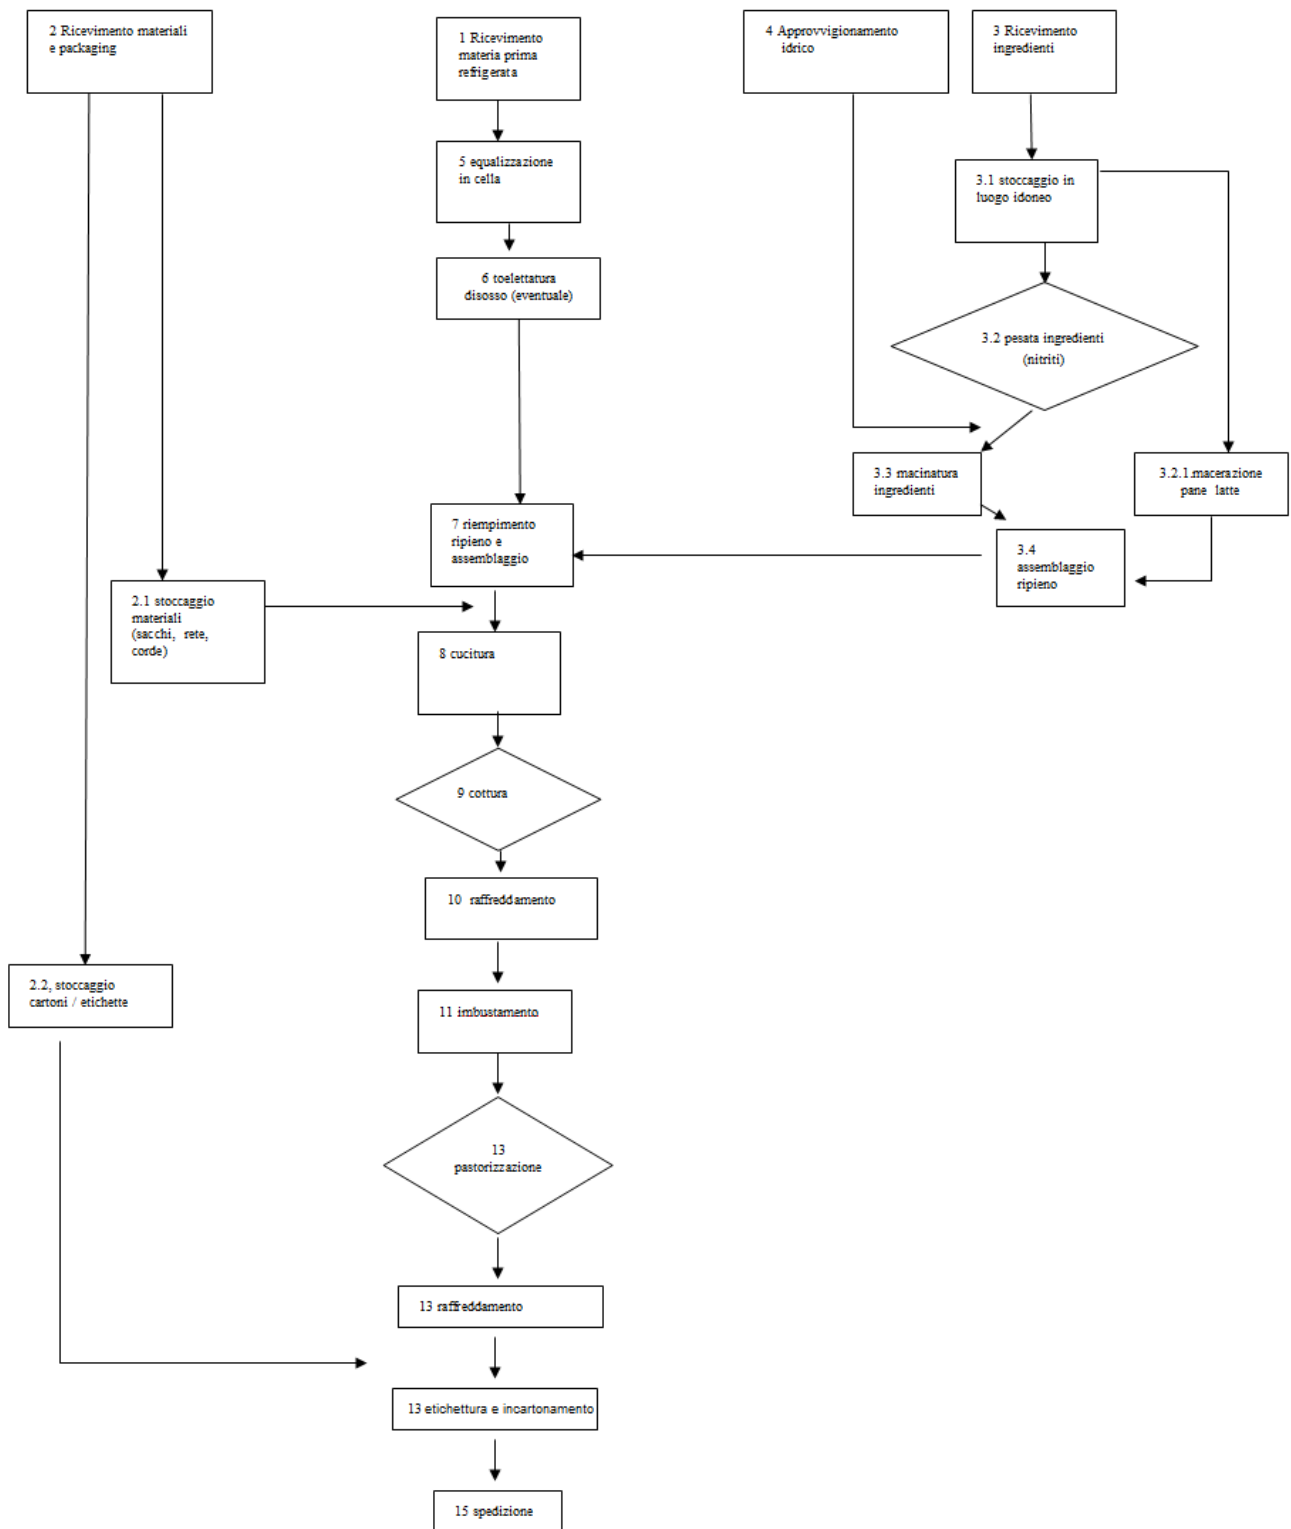 2 Ricevimento materiali
e packaging
1 Ricevimento
materia prima
refrigerata
4 Approvvigionamento
idrico
3 Ricevimento
ingredienti
5 equalizzazione
in cella
3.1 stoccaggio in
luogo idoneo
6 toelettatura
disosso (eventuale)
3.2 pesata ingredienti
(nitriti)
3.3 macinatura
ingredienti
3.2.1.macerazione
pane latte
7 riempimento
ripieno e
assemblaggio
3.4
assemblaggio
ripieno
2.1 stoccaggio
materiali
(sacchi, rete,
corde)
8 cucitura
9 cottura
10 raffreddamento
2.2, stoccaggio
cartoni / etichette
11 imbustamento
13
pastorizzazione
13 raffreddamento
13 etichettura e incartonamento
15 spedizione